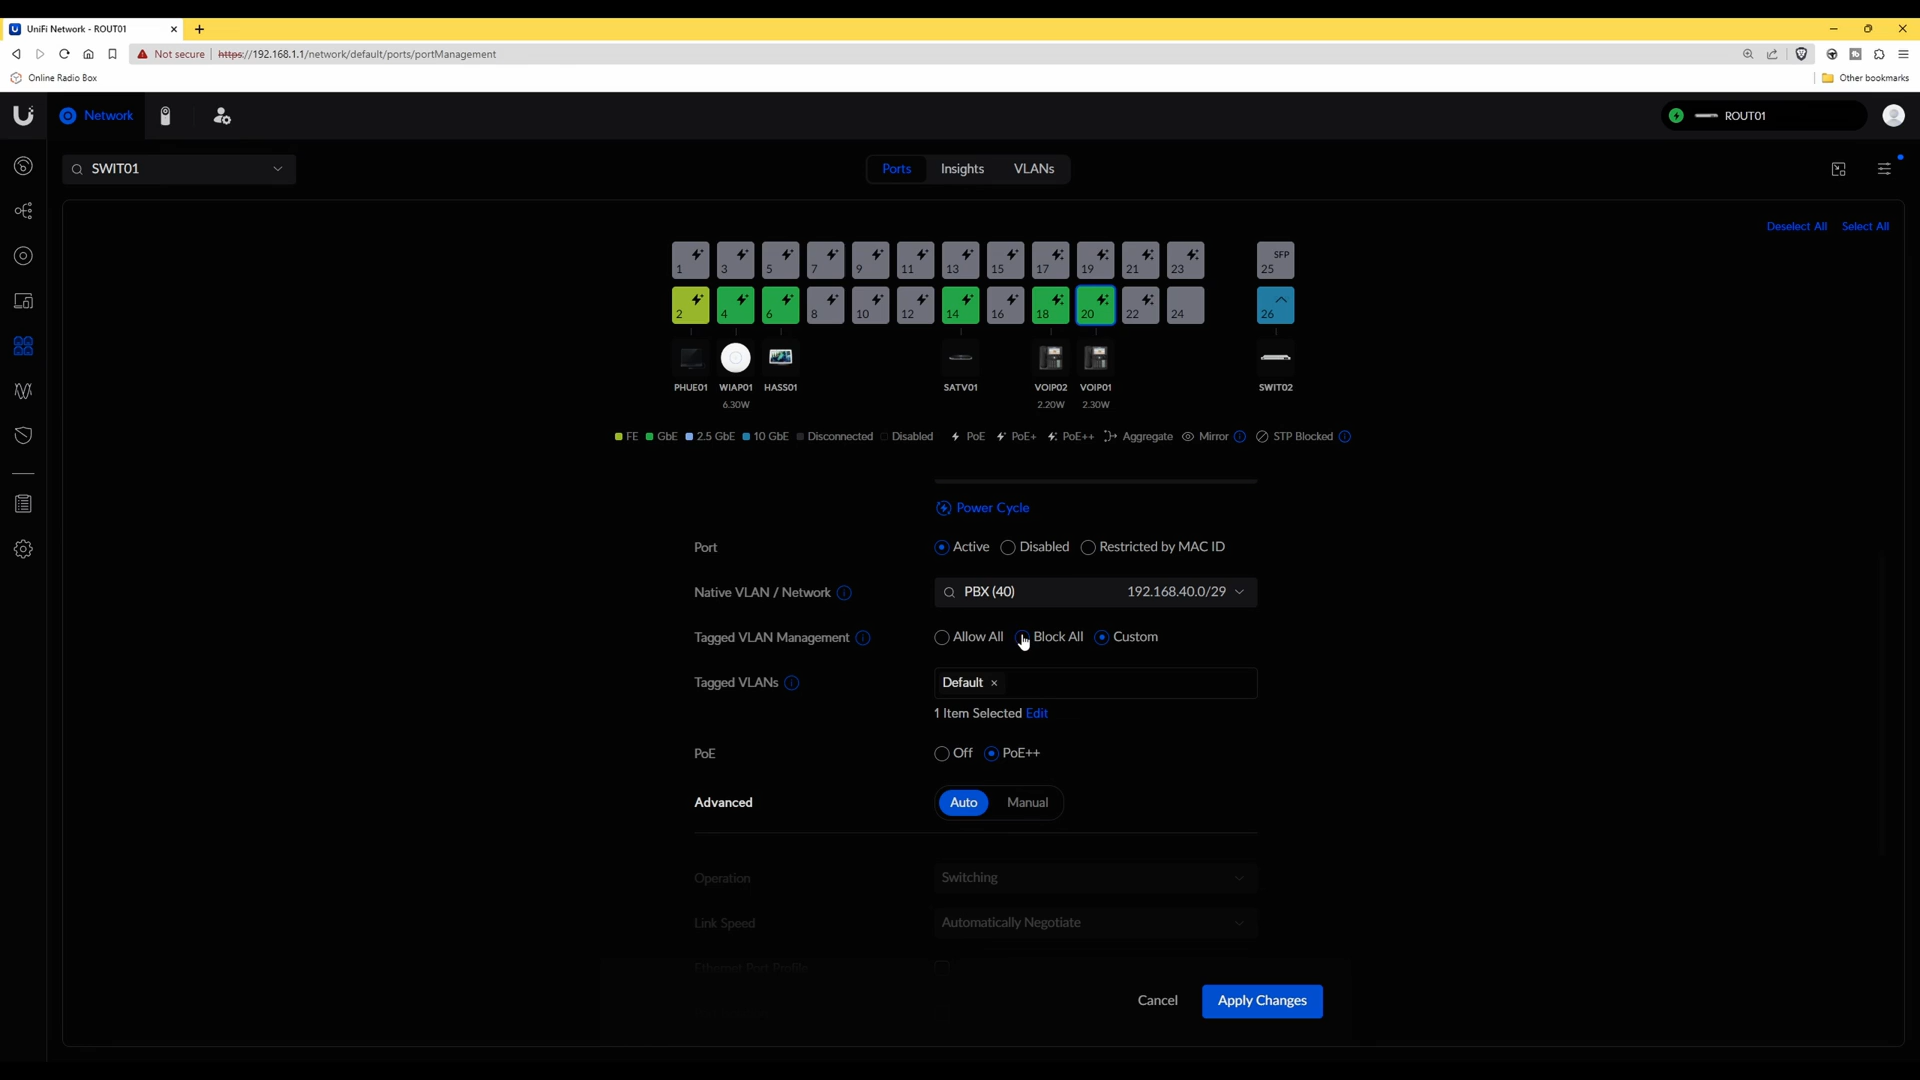 UniFi Network - ROUT01
Not secure https://192.168.1.1/network/default/ports/portManagement
Online Radio Box
Other bookmarks
Network
ROUT01
SWIT01
Ports Insights VLANs
Deselect All Select All
1 3 5 7 9 11 13 15 17 19 21 23 SFP 25
2 4 6 8 10 12 14 16 18 20 22 24 26
PHUE01 WIAP01 HASS01 SATV01 VOIP02 VOIP01 SWIT02
6.30W 2.20W 2.30W
FE GbE 2.5 GbE 10 GbE Disconnected Disabled PoE PoE+ PoE++ Aggregate Mirror STP Blocked
Power Cycle
Port Active Disabled Restricted by MAC ID
Native VLAN / Network PBX (40) 192.168.40.0/29
Tagged VLAN Management Allow All Block All Custom
Tagged VLANs Default ×
1 Item Selected Edit
PoE Off PoE++
Advanced Auto Manual
Operation Switching
Link Speed Automatically Negotiate
Ethernet Port Profile
Cancel Apply Changes